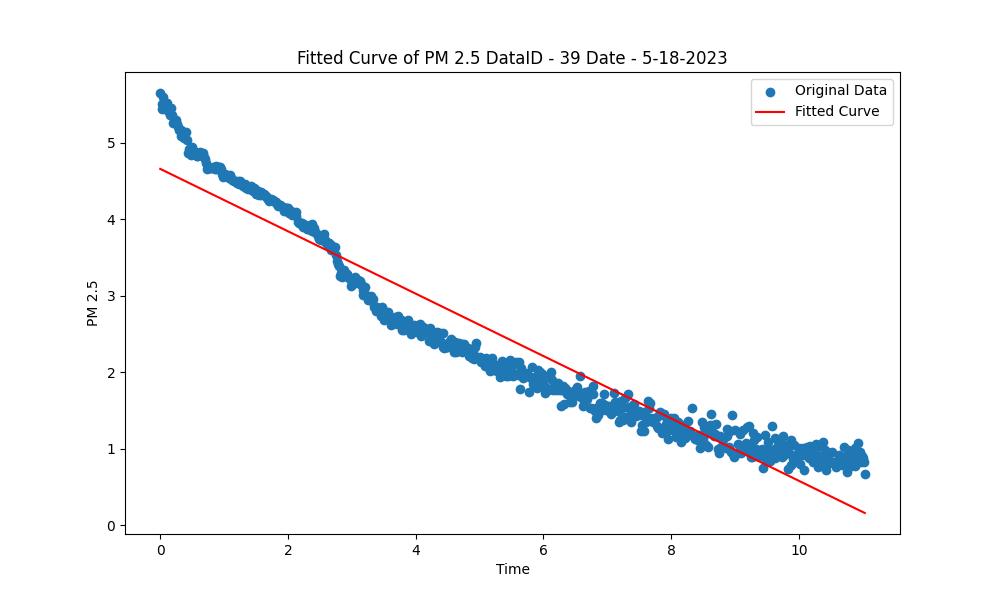 Fitted Curve of PM 2.5 DataID - 39 Date - 5-18-2023
Original Data
Fitted Curve
PM 2.5
5
4
3
2
1
0
0 2 4 6 8 10
Time